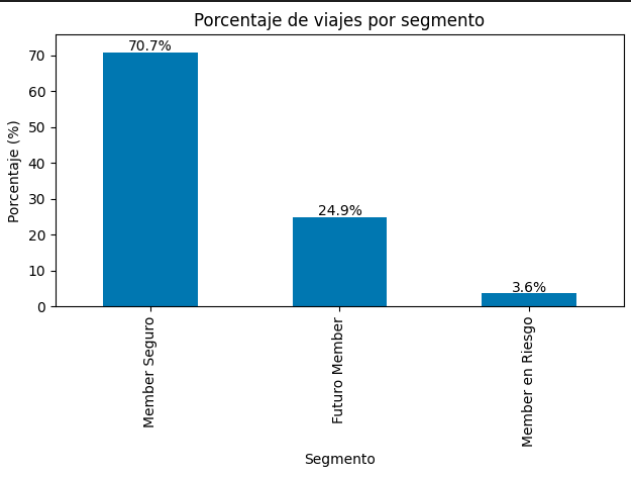 Porcentaje de viajes por segmento
Porcentaje (%)
70
60
50
40
30
20
10
0
70.7%
24.9%
3.6%
Member Seguro
Futuro Member
Member en Riesgo
Segmento